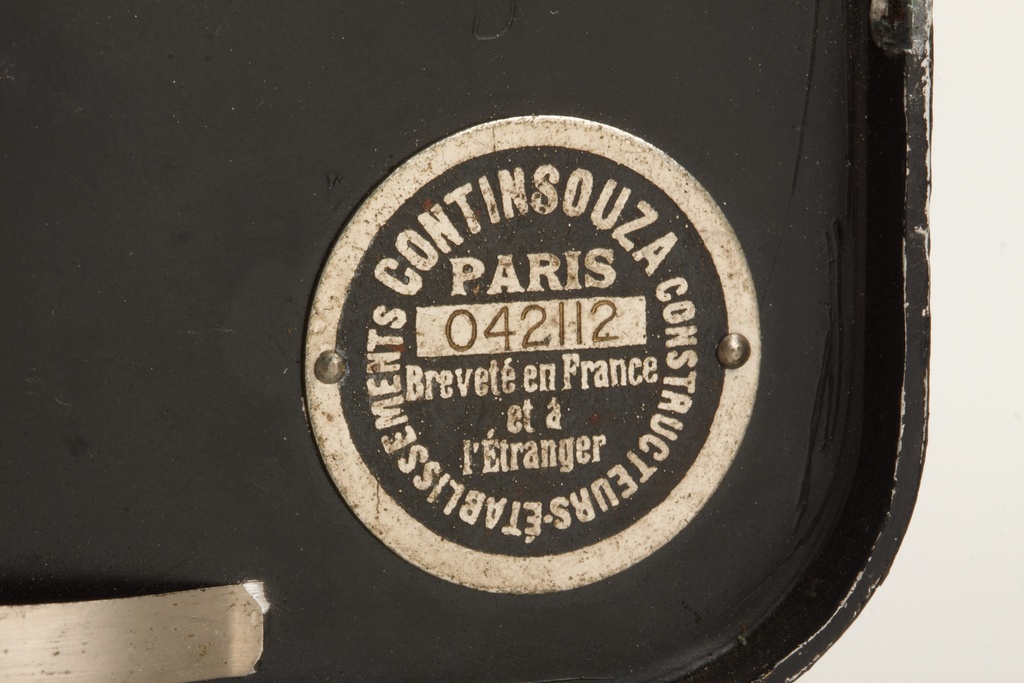 ÉTABLISSEMENTS CONTINSOUZA CONSTRUCTEURS·
PARIS
042112
Breveté en France
et à
l'Étranger